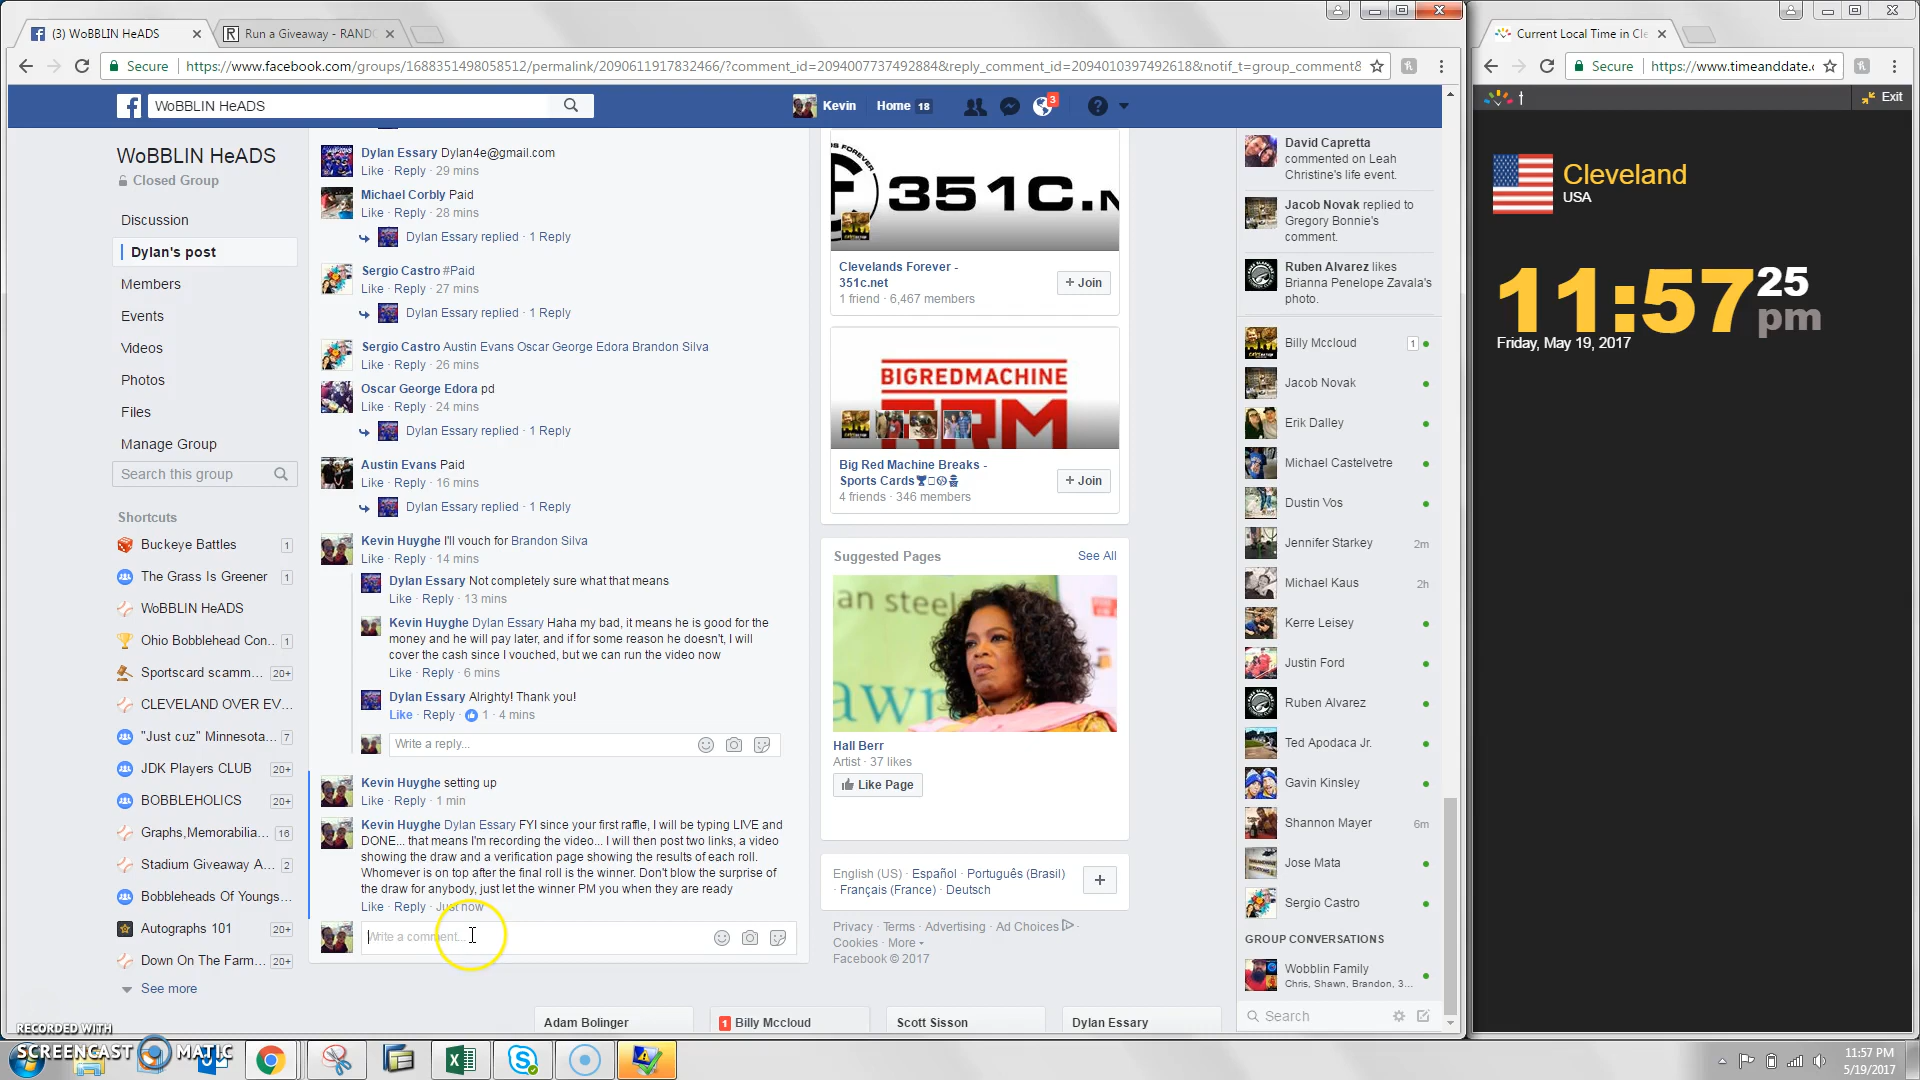 (3) WoBBLIN HeADS
Run a Giveaway - RANDO
Secure
https://www.facebook.com/groups/1688351498058512/permalink/2090611917832466/?comment_id=2094007737492884&reply_comment_id=2094010397492618&notif_t=group_comment&
WoBBLIN HeADS
Kevin
Home 18
3
WoBBLIN HeADS
Closed Group
Discussion
Dylan's post
Members
Events
Videos
Photos
Files
Manage Group
Search this group
Shortcuts
Buckeye Battles 1
The Grass Is Greener 1
WoBBLIN HeADS
Ohio Bobblehead Con... 1
Sportscard scamm... 20+
CLEVELAND OVER EV...
"Just cuz" Minnesota... 7
JDK Players CLUB 20+
BOBBLEHOLICS 20+
Graphs,Memorabilia... 16
Stadium Giveaway A... 2
Bobbleheads Of Youngs...
Autographs 101 20+
Down On The Farm... 20+
See more
Dylan Essary Dylan4e@gmail.com
Like · Reply · 29 mins
Michael Corbly Paid
Like · Reply · 28 mins
Dylan Essary replied · 1 Reply
Sergio Castro #Paid
Like · Reply · 27 mins
Dylan Essary replied · 1 Reply
Sergio Castro Austin Evans Oscar George Edora Brandon Silva
Like · Reply · 26 mins
Oscar George Edora pd
Like · Reply · 24 mins
Dylan Essary replied · 1 Reply
Austin Evans Paid
Like · Reply · 16 mins
Dylan Essary replied · 1 Reply
Kevin Huyghe I'll vouch for Brandon Silva
Like · Reply · 14 mins
Dylan Essary Not completely sure what that means
Like · Reply · 13 mins
Kevin Huyghe Dylan Essary Haha my bad, it means he is good for the
money and he will pay later, and if for some reason he doesn't, I will
cover the cash since I vouched, but we can run the video now
Like · Reply · 6 mins
Dylan Essary Alrighty! Thank you!
Like · Reply · 1 · 4 mins
Write a reply...
Kevin Huyghe setting up
Like · Reply · 1 min
Kevin Huyghe Dylan Essary FYI since your first raffle, I will be typing LIVE and
DONE... that means I'm recording the video... I will then post two links, a video
showing the draw and a verification page showing the results of each roll.
Whomever is on top after the final roll is the winner. Don't blow the surprise of
the draw for anybody, just let the winner PM you when they are ready
Like · Reply · Just now
Write a comment...
351C.N
Clevelands Forever -
351c.net
1 friend · 6,467 members
+ Join
BIGREDMACHINE
Big Red Machine Breaks -
Sports Cards
4 friends · 346 members
+ Join
Suggested Pages
See All
an steel
Hall Berr
Artist · 37 likes
Like Page
English (US) · Español · Português (Brasil) ·
Français (France) · Deutsch
+
Privacy · Terms · Advertising · Ad Choices ·
Cookies · More
Facebook © 2017
David Capretta
commented on Leah
Christine's life event.
Jacob Novak replied to
Gregory Bonnie's
comment.
Ruben Alvarez likes
Brianna Penelope Zavala's
photo.
Billy Mccloud 1
Jacob Novak
Erik Dalley
Michael Castelvetre
Dustin Vos
Jennifer Starkey 2m
Michael Kaus 2h
Kerre Leisey
Justin Ford
Ruben Alvarez
Ted Apodaca Jr.
Gavin Kinsley
Shannon Mayer 6m
Jose Mata
Sergio Castro
GROUP CONVERSATIONS
Wobblin Family
Chris, Shawn, Brandon, 3...
Search
Adam Bolinger
1 Billy Mccloud
Scott Sisson
Dylan Essary
Current Local Time in Cle
Secure
https://www.timeanddate.c
Exit
Cleveland
USA
11:57 25
pm
Friday, May 19, 2017
RECORDED WITH
SCREENCAST MATIC
11:57 PM
5/19/2017